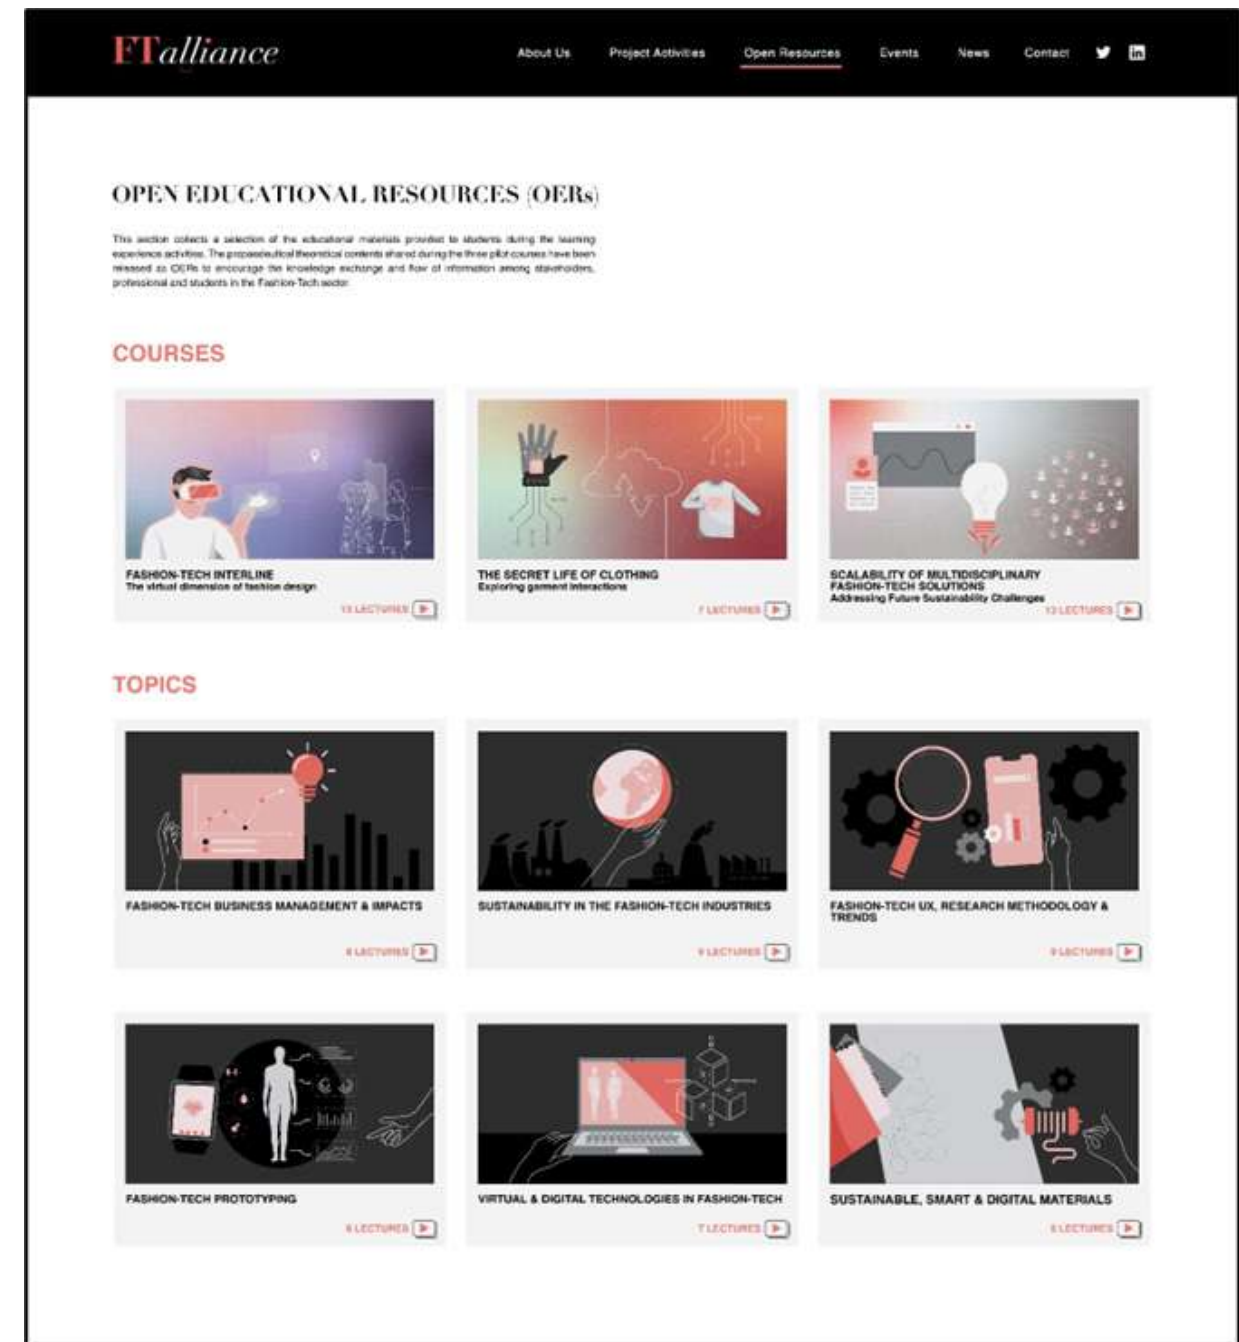 FTalliance
About Us
Project Activities
Open Resources
Events
News
Contact
OPEN EDUCATIONAL RESOURCES (OERs)
This section collects a selection of the educational materials provided to students during the learning
experience activities. The propaedeutical theoretical contents shared during the three pilot courses have been
released as OERs to encourage the knowledge exchange and flow of information among stakeholders,
professional and students in the Fashion-Tech sector.
COURSES
FASHION-TECH INTERLINE
The virtual dimension of fashion design
LECTURES
THE SECRET LIFE OF CLOTHING
Exploring garment interactions
7 LECTURES
SCALABILITY OF MULTIDISCIPLINARY
FASHION-TECH SOLUTIONS
Addressing Future Sustainability Challenges
13 LECTURES
TOPICS
FASHION-TECH BUSINESS MANAGEMENT & IMPACTS
LECTURES
SUSTAINABILITY IN THE FASHION-TECH INDUSTRIES
LECTURES
FASHION-TECH UX, RESEARCH METHODOLOGY &
TRENDS
LECTURES
FASHION-TECH PROTOTYPING
LECTURES
VIRTUAL & DIGITAL TECHNOLOGIES IN FASHION-TECH
7 LECTURES
SUSTAINABLE, SMART & DIGITAL MATERIALS
LECTURES